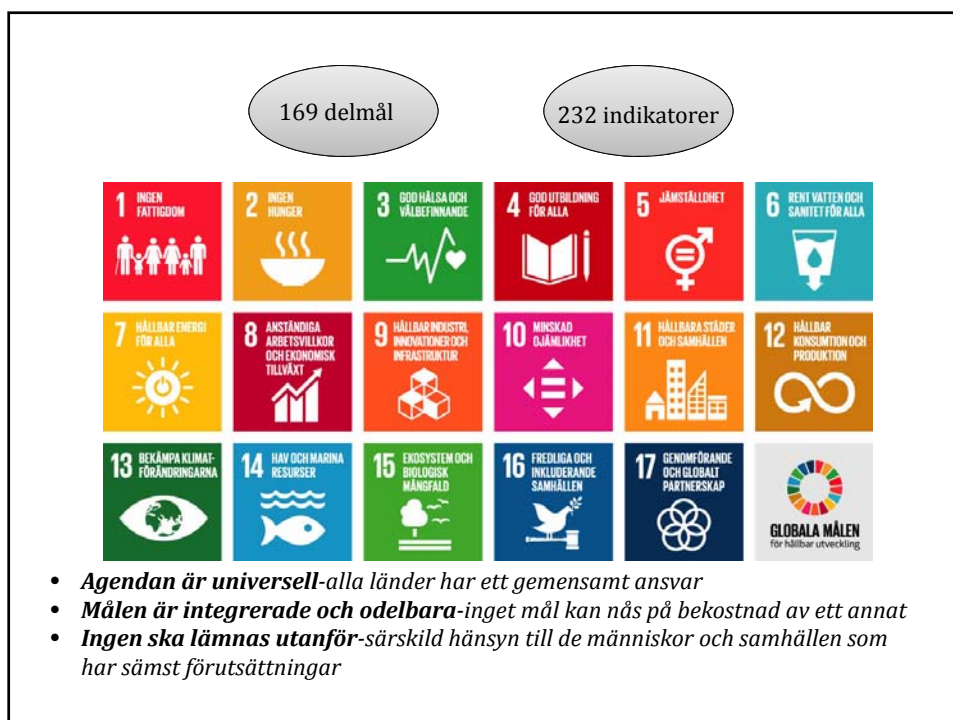 169 delmål
232 indikatorer
1 INGEN
FATTIGDOM
2 INGEN
HUNGER
3 GOD HÄLSA OCH
VÄLBEFINNANDE
4 GOD UTBILDNING
FÖR ALLA
5 JÄMSTÄLLDHET
6 RENT VATTEN OCH
SANITET FÖR ALLA
7 HÅLLBAR ENERGI
FÖR ALLA
8 ANSTÄNDIGA
ARBETSVILLKOR
OCH EKONOMISK
TILLVÄXT
9 HÅLLBAR INDUSTRI,
INNOVATIONER OCH
INFRASTRUKTUR
10 MINSKAD
OJÄMLIKHET
11 HÅLLBARA STÄDER
OCH SAMHÄLLEN
12 HÅLLBAR
KONSUMTION OCH
PRODUKTION
13 BEKÄMPA KLIMAT-
FÖRÄNDRINGARNA
14 HAV OCH MARINA
RESURSER
15 EKOSYSTEM OCH
BIOLOGISK
MÅNGFALD
16 FREDLIGA OCH
INKLUDERANDE
SAMHÄLLEN
17 GENOMFÖRANDE
OCH GLOBALT
PARTNERSKAP
GLOBALA MÅLEN
för hållbar utveckling
• Agendan är universell-alla länder har ett gemensamt ansvar
• Målen är integrerade och odelbara-inget mål kan nås på bekostnad av ett annat
• Ingen ska lämnas utanför-särskild hänsyn till de människor och samhällen som
har sämst förutsättningar